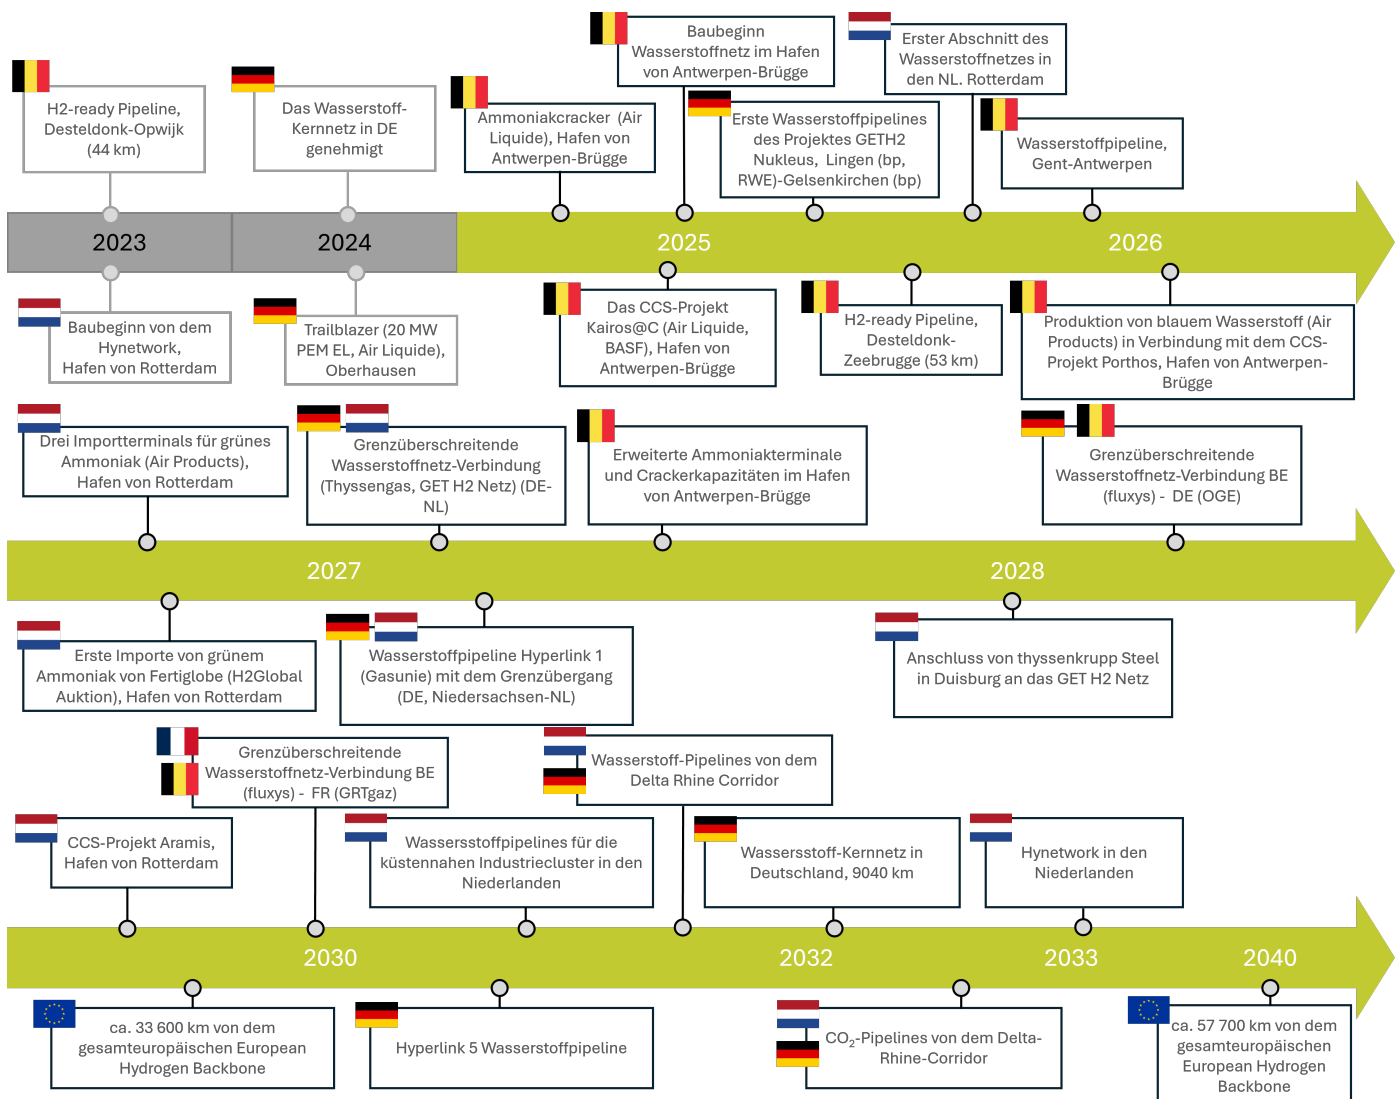 Baubeginn
Wasserstoffnetz im Hafen
von Antwerpen-Brügge
Erster Abschnitt des
Wasserstoffnetzes in
den NL. Rotterdam
H2-ready Pipeline,
Desteldonk-Opwijk
(44 km)
Das Wasserstoff-
Kernnetz in DE
genehmigt
Ammoniakcracker (Air
Liquide), Hafen von
Antwerpen-Brügge
Erste Wasserstoffpipelines
des Projektes GETH2
Nukleus, Lingen (bp,
RWE)-Gelsenkirchen (bp)
Wasserstoffpipeline,
Gent-Antwerpen
2023
2024
2025
2026
Baubeginn von dem
Hynetwork,
Hafen von Rotterdam
Trailblazer (20 MW
PEM EL, Air Liquide),
Oberhausen
Das CCS-Projekt
Kairos@C (Air Liquide,
BASF), Hafen von
Antwerpen-Brügge
H2-ready Pipeline,
Desteldonk-
Zeebrugge (53 km)
Produktion von blauem Wasserstoff (Air
Products) in Verbindung mit dem CCS-
Projekt Porthos, Hafen von Antwerpen-
Brügge
Drei Importterminals für grünes
Ammoniak (Air Products),
Hafen von Rotterdam
Grenzüberschreitende
Wasserstoffnetz-Verbindung
(Thyssengas, GET H2 Netz) (DE-
NL)
Erweiterte Ammoniakterminale
und Crackerkapazitäten im Hafen
von Antwerpen-Brügge
Grenzüberschreitende
Wasserstoffnetz-Verbindung BE
(fluxys) - DE (OGE)
2027
2028
Erste Importe von grünem
Ammoniak von Fertiglobe (H2Global
Auktion), Hafen von Rotterdam
Wasserstoffpipeline Hyperlink 1
(Gasunie) mit dem Grenzübergang
(DE, Niedersachsen-NL)
Anschluss von thyssenkrupp Steel
in Duisburg an das GET H2 Netz
Grenzüberschreitende
Wasserstoffnetz-Verbindung BE
(fluxys) - FR (GRTgaz)
Wasserstoff-Pipelines von dem
Delta Rhine Corridor
CCS-Projekt Aramis,
Hafen von Rotterdam
Wassersstoffpipelines für die
küstennahen Industriecluster in den
Niederlanden
Wassersstoff-Kernnetz in
Deutschland, 9040 km
Hynetwork in den
Niederlanden
2030
2032
2033
2040
ca. 33 600 km von dem
gesamteuropäischen European
Hydrogen Backbone
Hyperlink 5 Wasserstoffpipeline
CO₂-Pipelines von dem Delta-
Rhine-Corridor
ca. 57 700 km von dem
gesamteuropäischen
European Hydrogen
Backbone